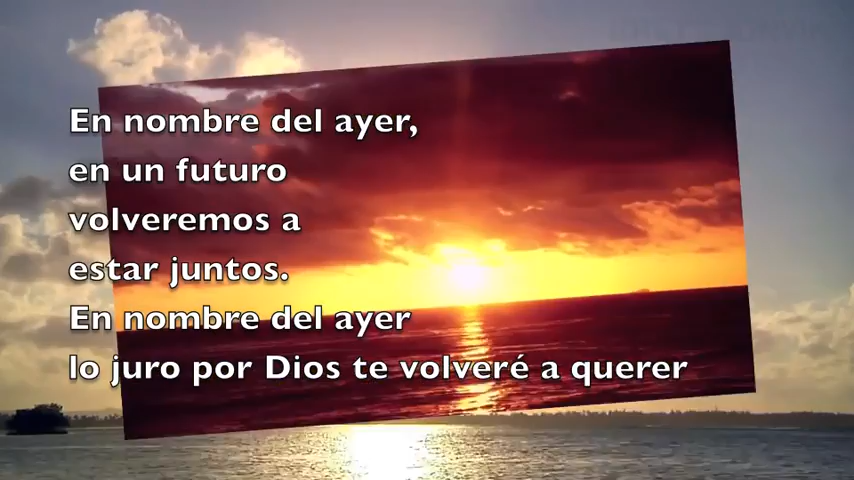 En nombre del ayer,
en un futuro
volveremos a
estar juntos.
En nombre del ayer
lo juro por Dios te volveré a querer